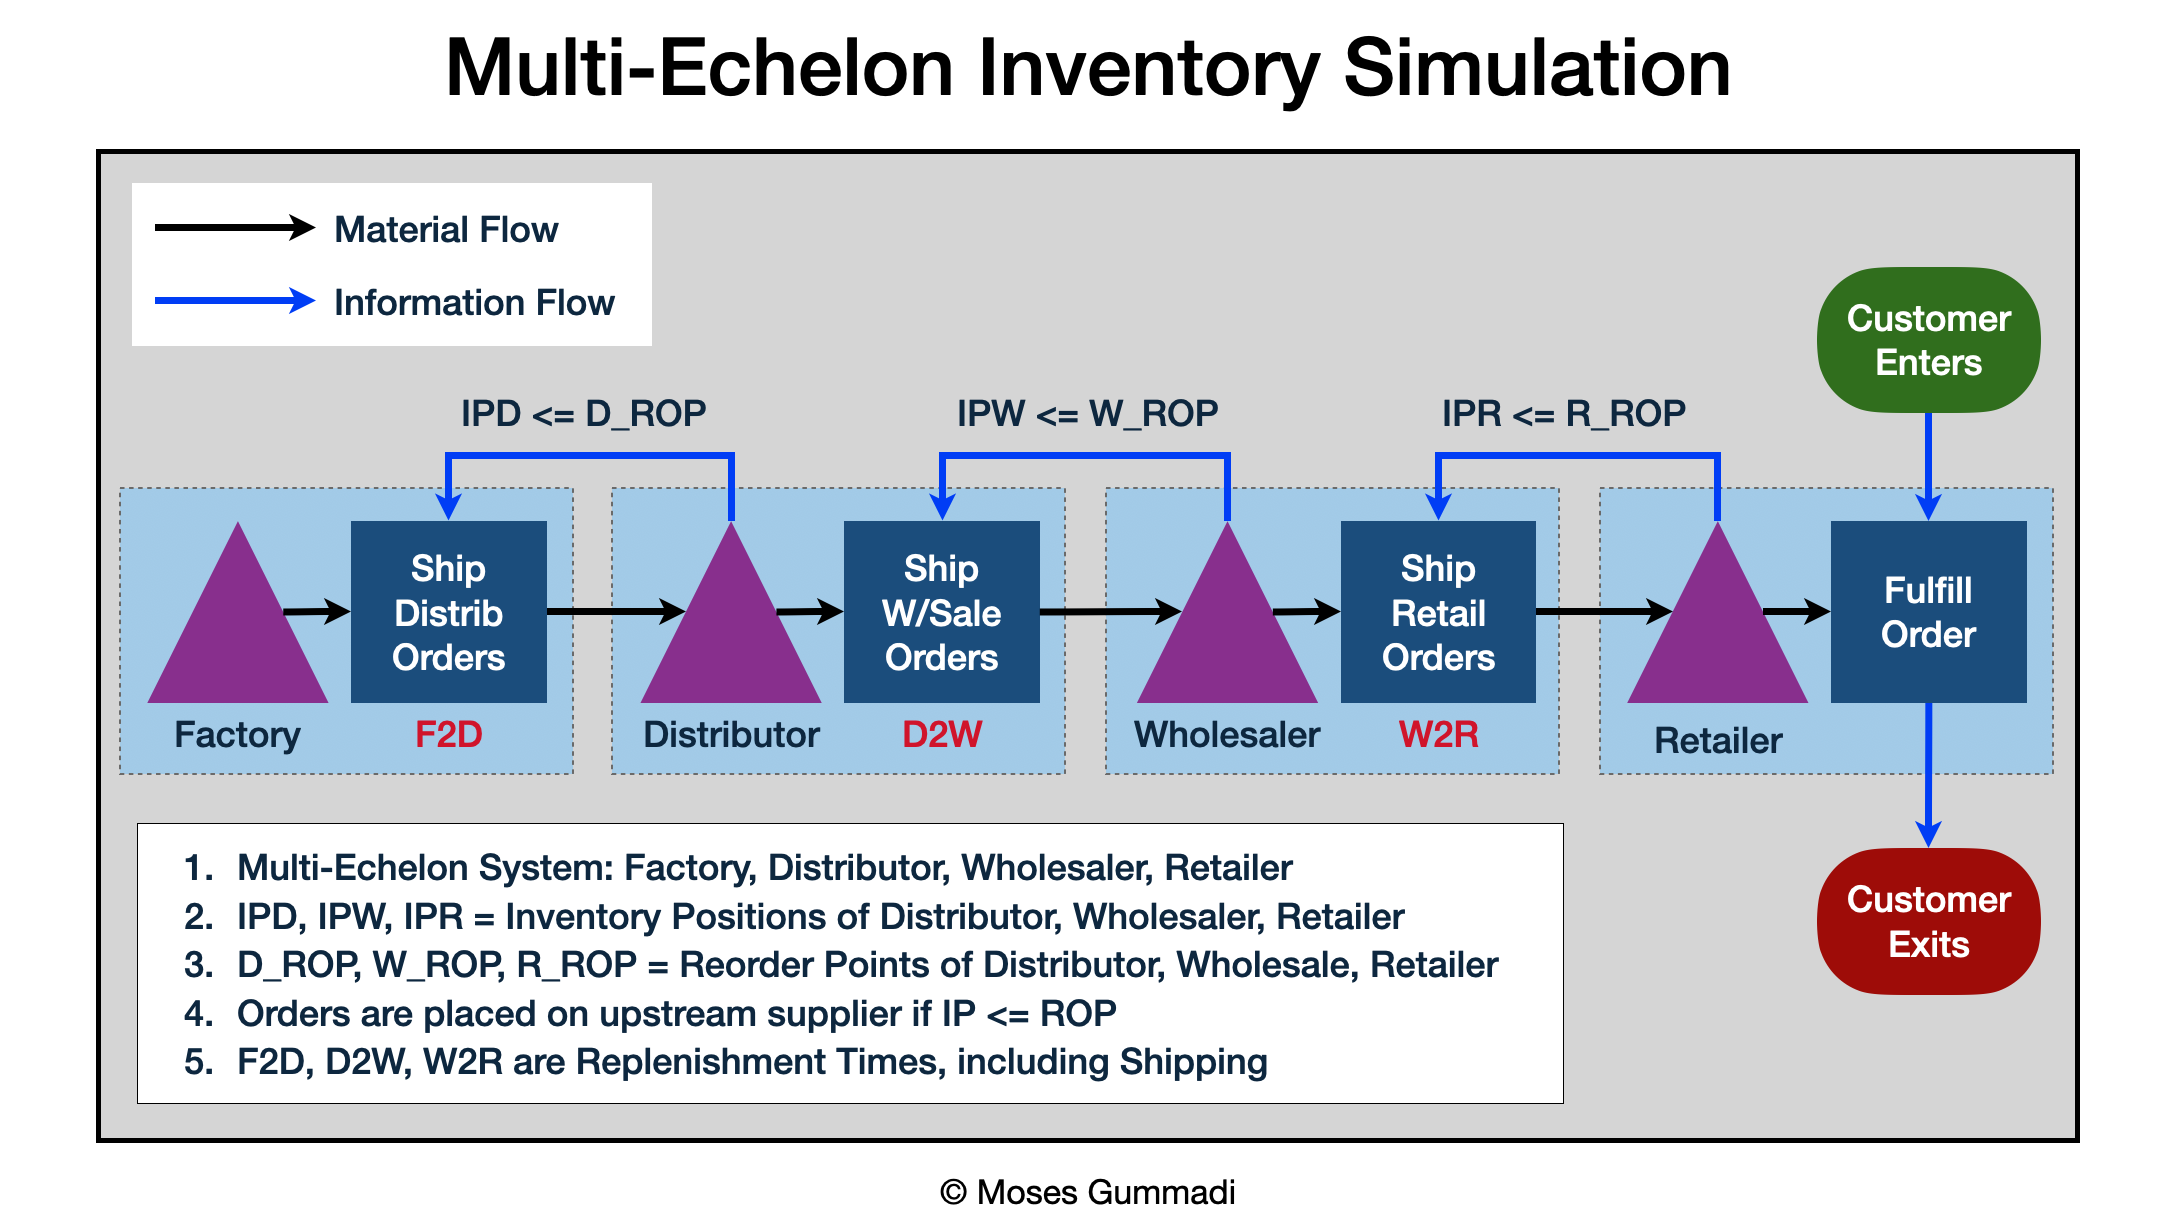 Multi-Echelon Inventory Simulation
Material Flow
Information Flow
Customer
Enters
IPD <= D_ROP
IPW <= W_ROP
IPR <= R_ROP
Ship
Distrib
Orders
Factory
F2D
Ship
W/Sale
Orders
Distributor
D2W
Ship
Retail
Orders
Wholesaler
W2R
Fulfill
Order
Retailer
1. Multi-Echelon System: Factory, Distributor, Wholesaler, Retailer
2. IPD, IPW, IPR = Inventory Positions of Distributor, Wholesaler, Retailer
3. D_ROP, W_ROP, R_ROP = Reorder Points of Distributor, Wholesale, Retailer
4. Orders are placed on upstream supplier if IP <= ROP
5. F2D, D2W, W2R are Replenishment Times, including Shipping
Customer
Exits
© Moses Gummadi